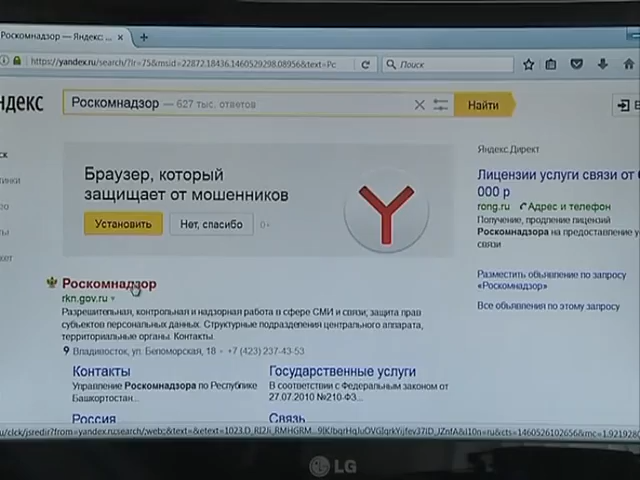 Роскомнадзор — Яндекс: ...
https://yandex.ru/search/?lr=75&msid=22872.18436.1460529298.08956&text=Рс
Поиск
ндекс
Роскомнадзор — 627 тыс. ответов
Найти
Браузер, который
защищает от мошенников
Установить
Нет, спасибо
0+
Яндекс.Директ
Лицензии услуги связи от 6
000 р
rong.ru Адрес и телефон
Получение, продление лицензий
Роскомнадзора на предоставление у
связи
Разместить объявление по запросу
«Роскомнадзор»
Все объявления по этому запросу
Роскомнадзор
rkn.gov.ru
Разрешительная, контрольная и надзорная работа в сфере СМИ и связи, защита прав
субъектов персональных данных. Структурные подразделения центрального аппарата,
территориальные органы. Контакты.
Владивосток, ул. Беломорская, 18 - +7 (423) 237-43-53
Контакты
Управление Роскомнадзора по Республике
Башкортостан...
Государственные услуги
В соответствии с Федеральным законом от
27.07.2010 №210-ФЗ...
Россия
Связь
LG